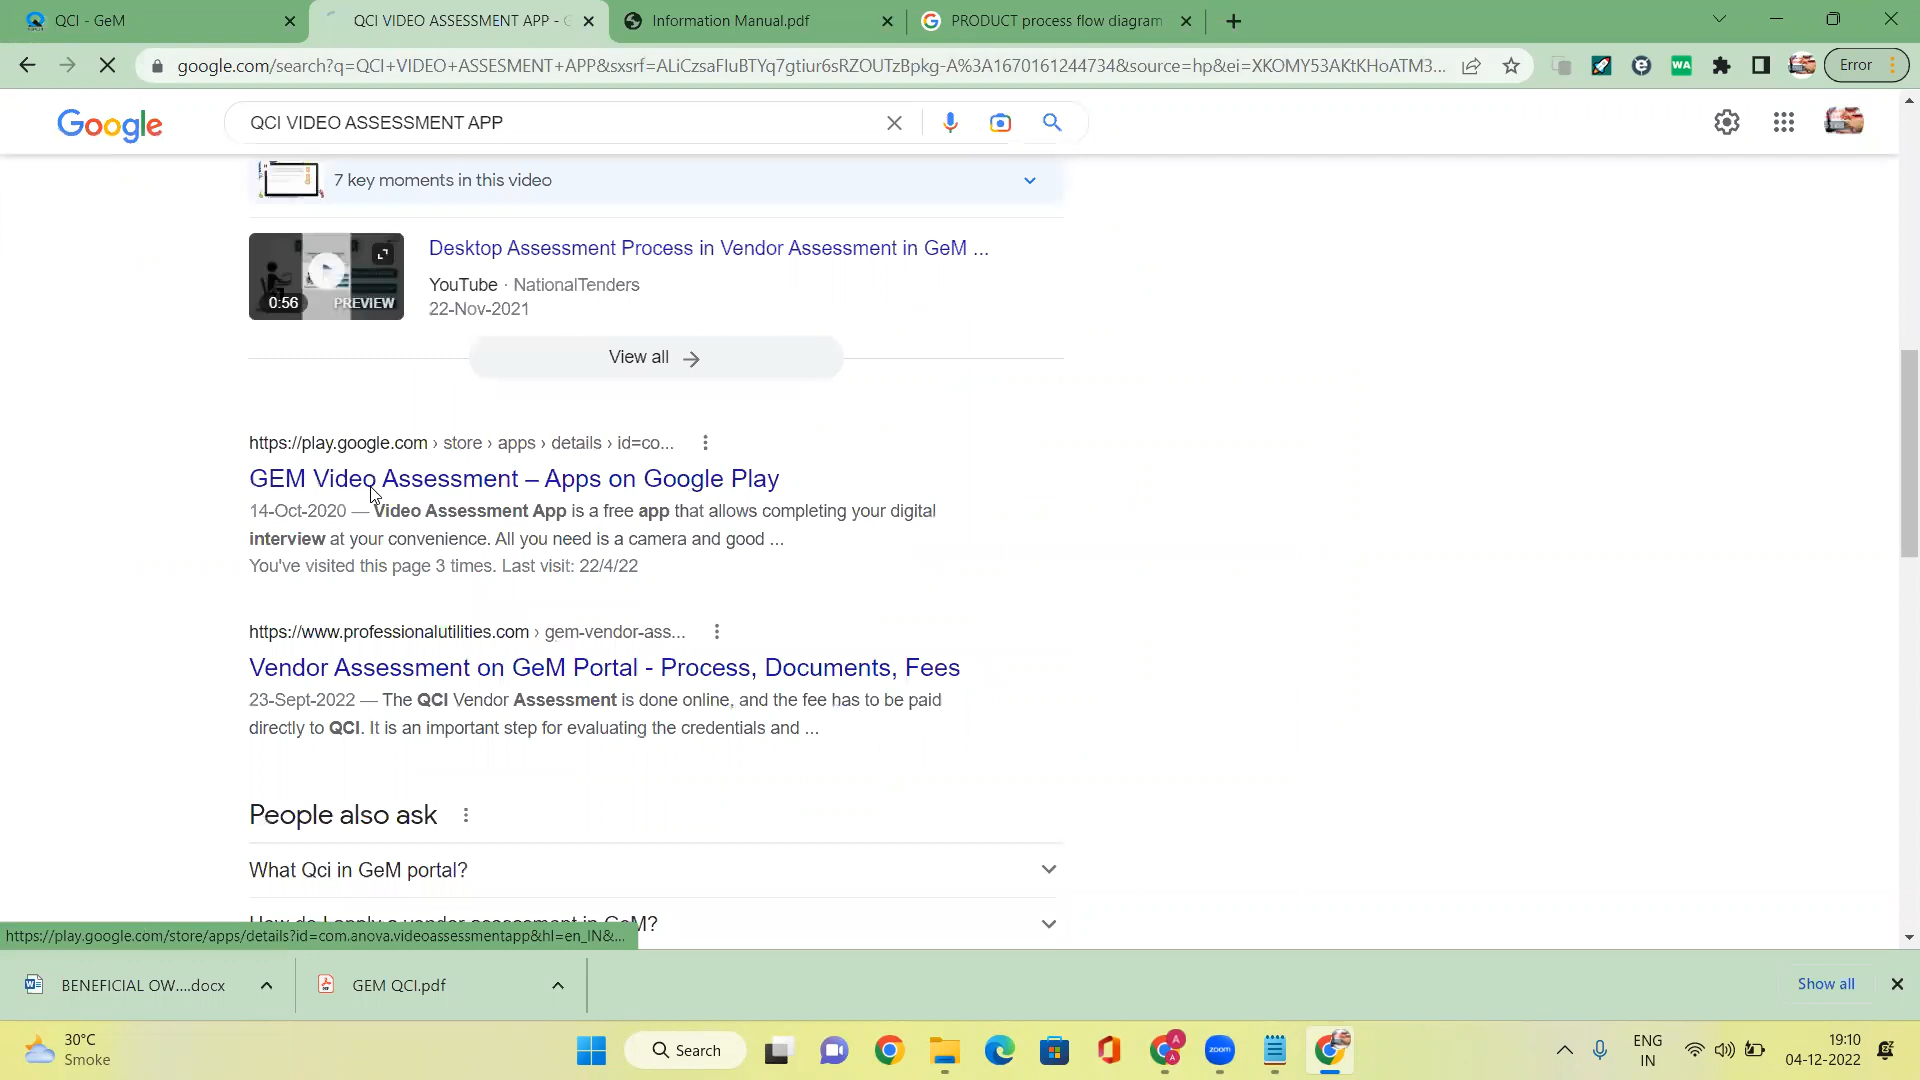 QCI - GeM
QCI VIDEO ASSESSMENT APP - G
Information Manual.pdf
PRODUCT process flow diagram
google.com/search?q=QCI+VIDEO+ASSESMENT+APP&sxsrf=ALiCzsaFIuBTYq7gtiur6sRZOUTzBpkg-A%3A1670161244734&source=hp&ei=XKOMY53AKtKHoATM3...
WA
Error
Google
QCI VIDEO ASSESSMENT APP
7 key moments in this video
Desktop Assessment Process in Vendor Assessment in GeM ...
YouTube · NationalTenders
22-Nov-2021
0:56
PREVIEW
View all
https://play.google.com › store › apps › details › id=co...
GEM Video Assessment – Apps on Google Play
14-Oct-2020 — Video Assessment App is a free app that allows completing your digital
interview at your convenience. All you need is a camera and good ...
You've visited this page 3 times. Last visit: 22/4/22
https://www.professionalutilities.com › gem-vendor-ass...
Vendor Assessment on GeM Portal - Process, Documents, Fees
23-Sept-2022 — The QCI Vendor Assessment is done online, and the fee has to be paid
directly to QCI. It is an important step for evaluating the credentials and ...
People also ask
What Qci in GeM portal?
How do I apply a vendor assessment in GeM?
https://play.google.com/store/apps/details?id=com.anova.videoassessmentapp&hl=en_IN&...
BENEFICIAL OW....docx
GEM QCI.pdf
Show all
30°C
Smoke
Search
zoom
ENG
IN
19:10
04-12-2022